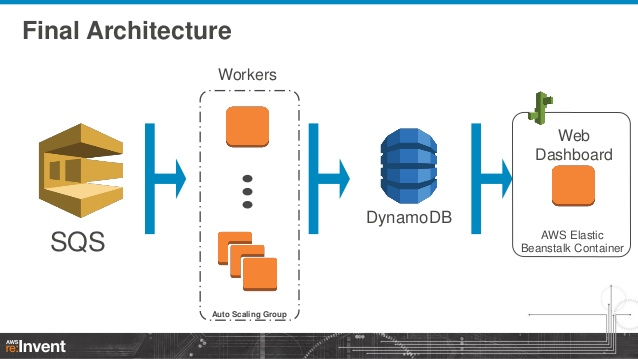 Final Architecture
Workers
SQS
Auto Scaling Group
DynamoDB
Web
Dashboard
AWS Elastic
Beanstalk Container
AWS
re:Invent